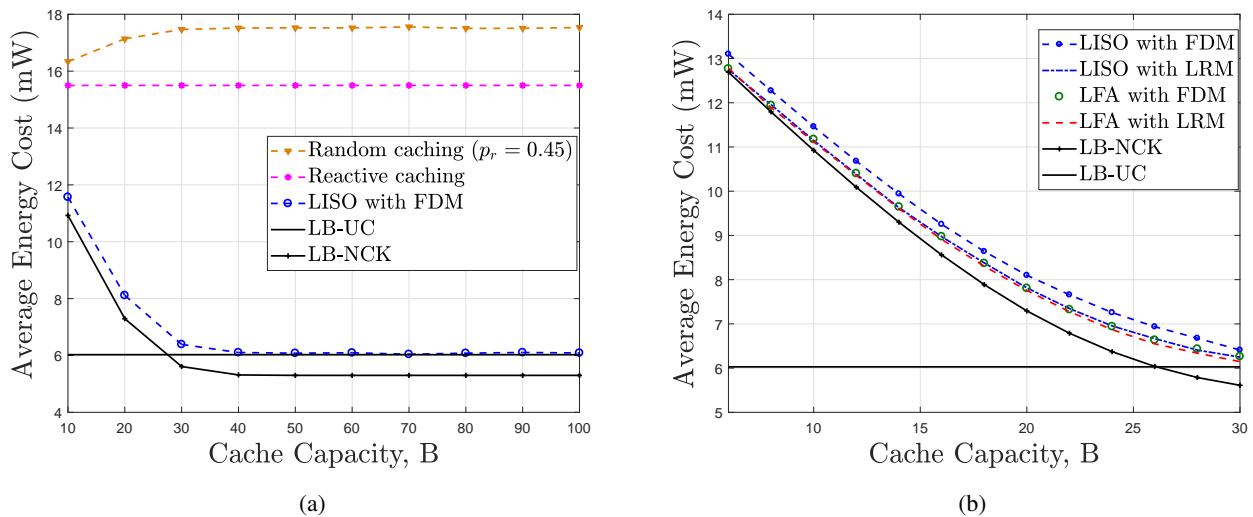 18
16
14
12
10
8
6
4
Average Energy Cost (mW)
Random caching (p_r = 0.45)
Reactive caching
LISO with FDM
LB-UC
LB-NCK
10 20 30 40 50 60 70 80 90 100
Cache Capacity, B
(a)
14
13
12
11
10
9
8
7
6
5
Average Energy Cost (mW)
LISO with FDM
LISO with LRM
LFA with FDM
LFA with LRM
LB-NCK
LB-UC
10 15 20 25 30
Cache Capacity, B
(b)